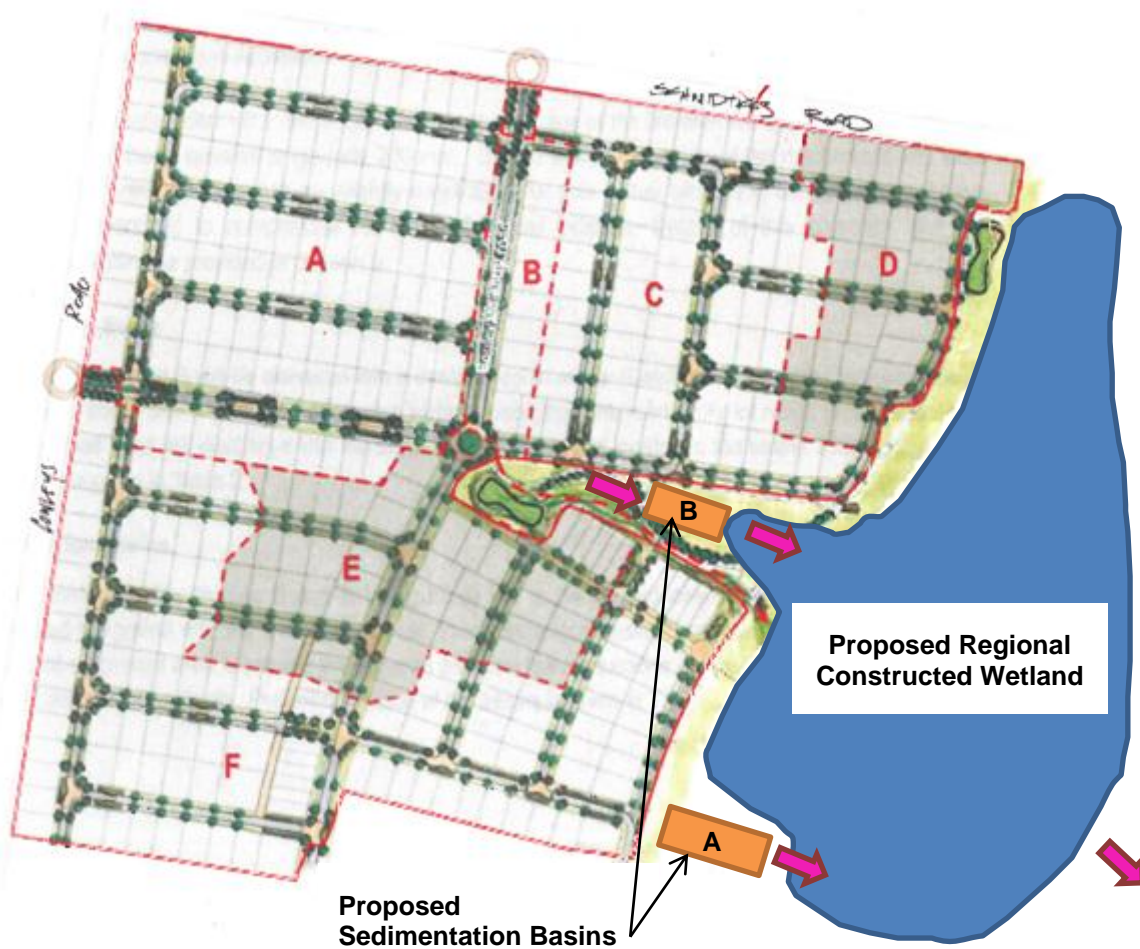 ROAD
A
B
C
D
ROAD
E
B
Proposed Regional
Constructed Wetland
F
A
Proposed
Sedimentation Basins